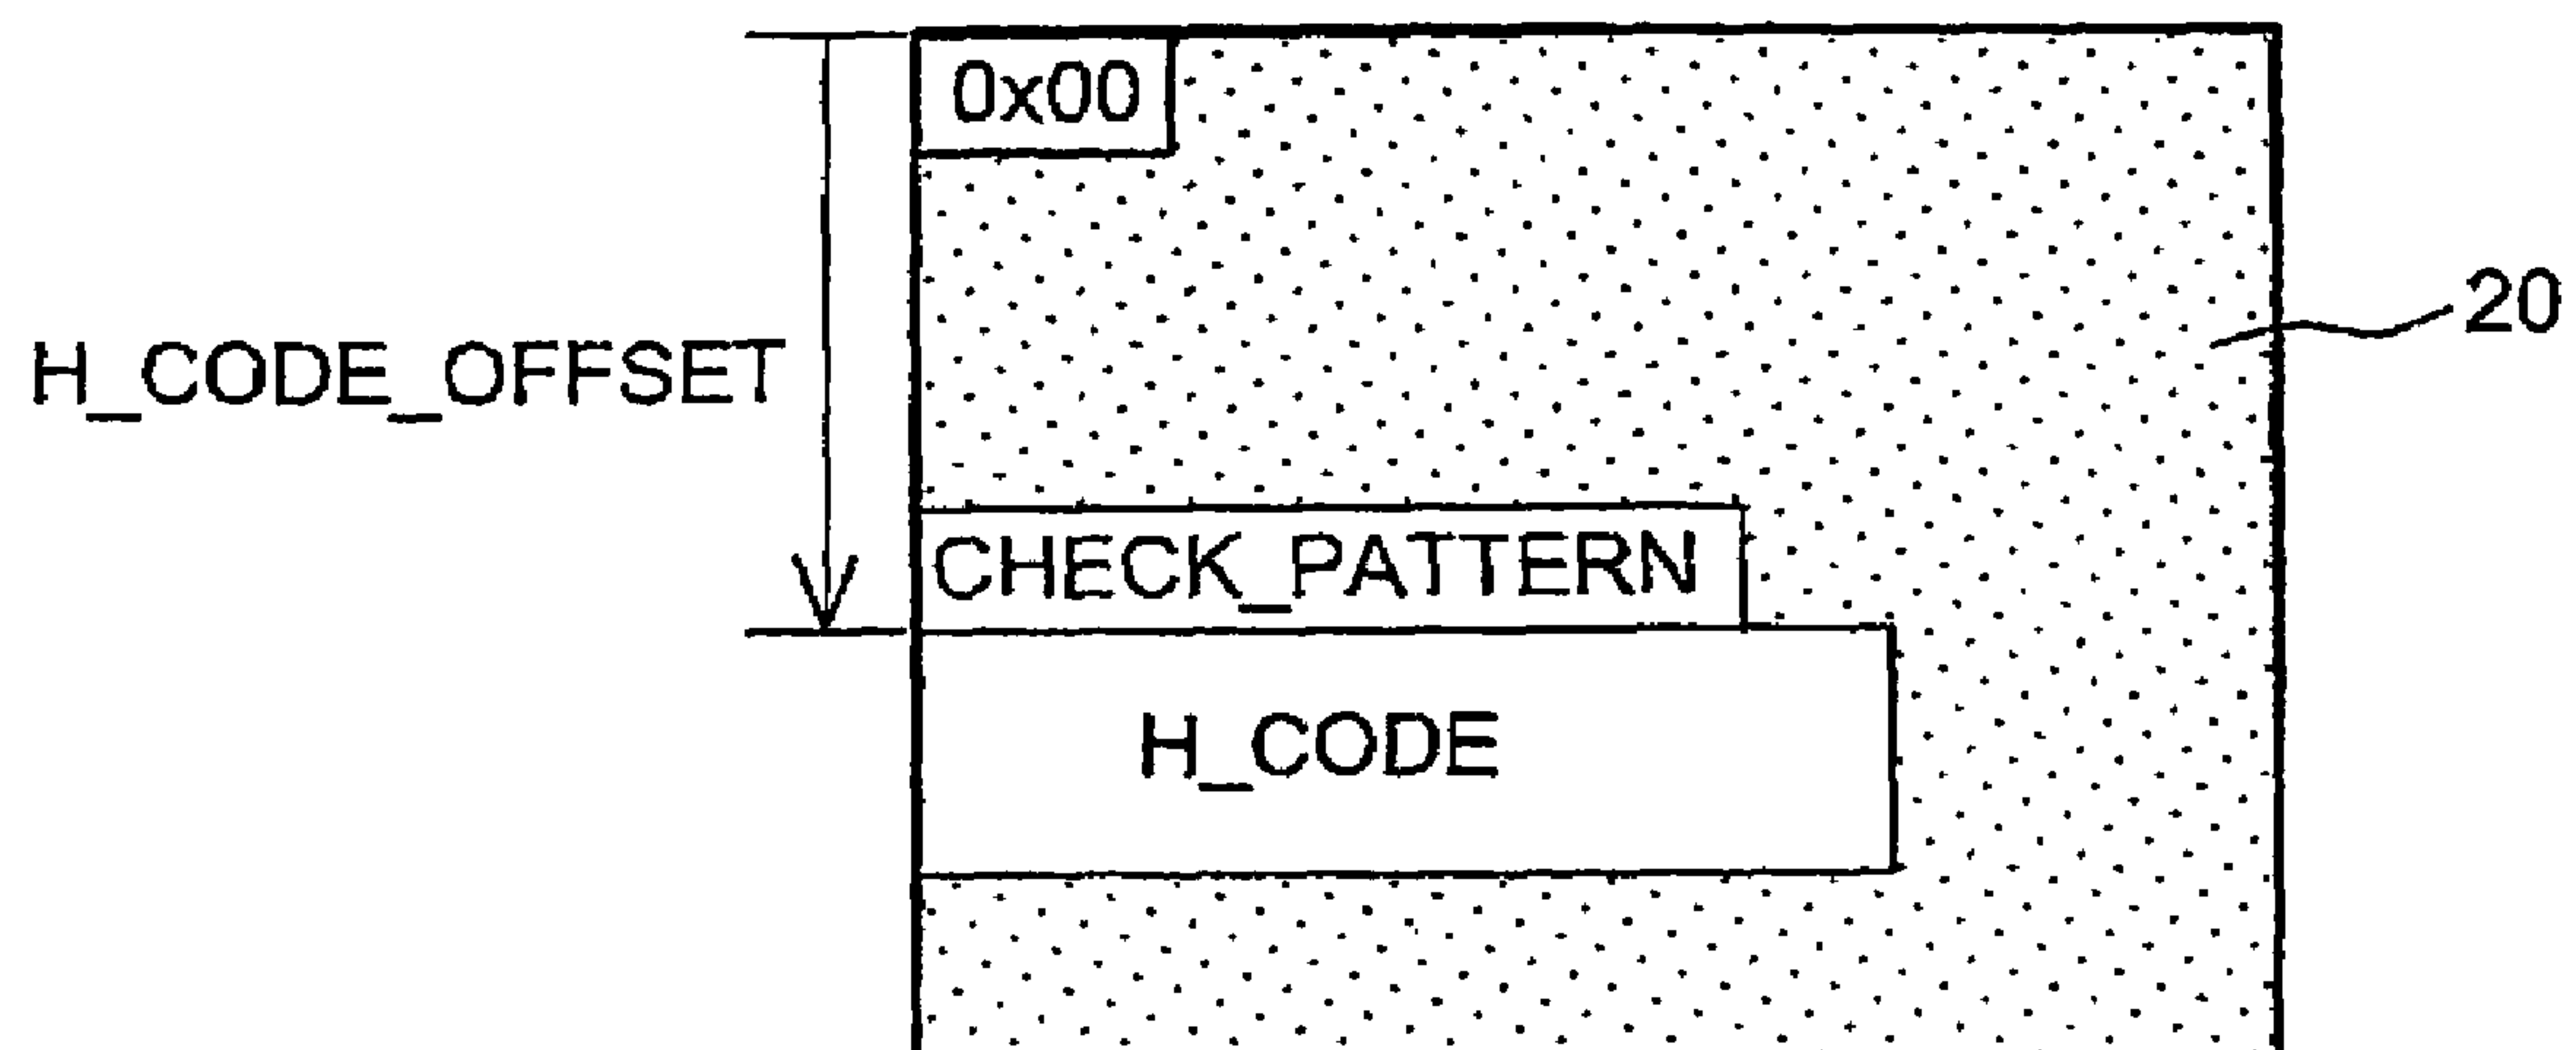 0x00
20
H_CODE_OFFSET
CHECK_PATTERN
H_CODE